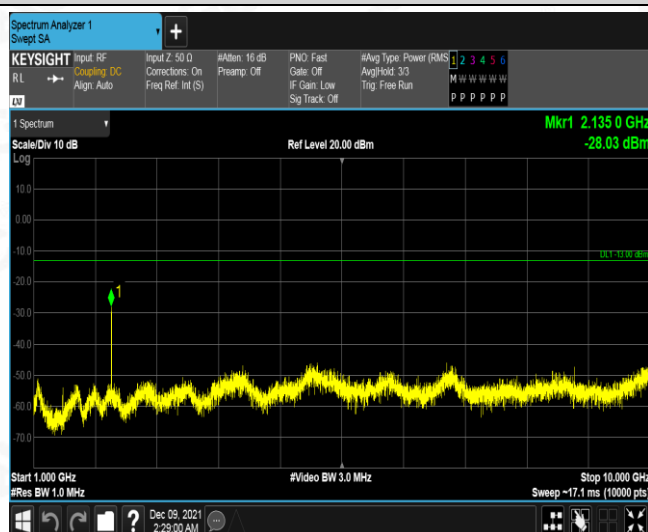 Spectrum Analyzer 1
Swept SA
+
KEYSIGHT Input: RF Input Z: 50 Ω #Atten: 16 dB PNO: Fast #Avg Type: Power (RMS 1 2 3 4 5 6
RL Coupling: DC Corrections: On Preamp: Off Gate: Off Avg|Hold: 3/3 M W W W W W
Align: Auto Freq Ref: Int (S) IF Gain: Low Trig: Free Run
Sig Track: Off P P P P P P
LXI
1 Spectrum Mkr1 2.135 0 GHz
Scale/Div 10 dB Ref Level 20.00 dBm -28.03 dBm
Log
10.0
0.00
-10.0
DL1 -13.00 dBm
-20.0
1
-30.0
-40.0
-50.0
-60.0
-70.0
Start 1.000 GHz #Video BW 3.0 MHz Stop 10.000 GHz
#Res BW 1.0 MHz Sweep ~17.1 ms (10000 pts)
? Dec 09, 2021
2:29:00 AM